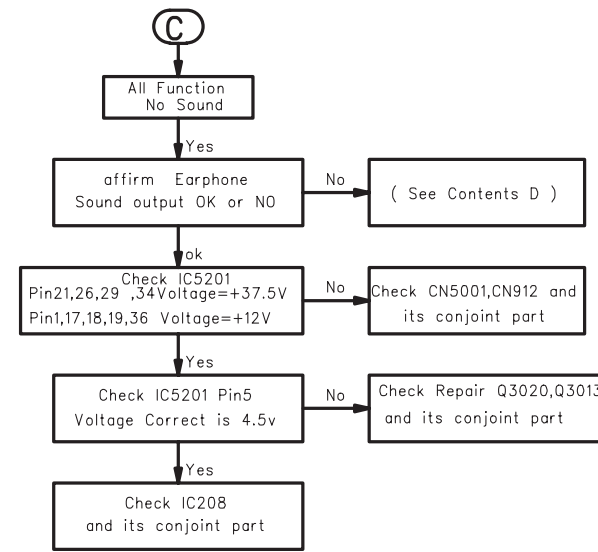 C
All Function
No Sound
Yes
affirm Earphone
Sound output OK or NO
No
( See Contents D )
ok
Check IC5201
Pin21,26,29 ,34Voltage=+37.5V
Pin1,17,18,19,36 Voltage=+12V
No
Check CN5001,CN912 and
its conjoint part
Yes
Check IC5201 Pin5
Voltage Correct is 4.5v
No
Check Repair Q3020,Q3013
and its conjoint part
Yes
Check IC208
and its conjoint part